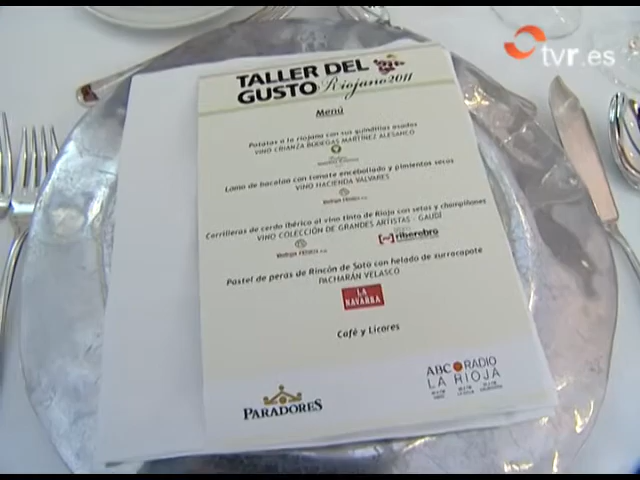 tvr.es
TALLER DEL
GUSTO Riojano 2011
Menú
Patatas a la riojana con sus guindillas asadas
VINO CRIANZA BODEGAS MARTÍNEZ ALESANCO
Lomo de bacalao con tomate encebollado y pimientos secos
VINO HACIENDA VALVARES
Carrilleras de cerdo ibérico al vino tinto de Rioja con setas y champiñones
VINO COLECCIÓN DE GRANDES ARTISTAS - GAUDÍ
riberebro
Pastel de peras de Rincón de Soto con helado de zurracapote
PACHARÁN VELASCO
LA
NAVARRA
Café y Licores
PARADORES
ABC RADIO
LA RIOJA